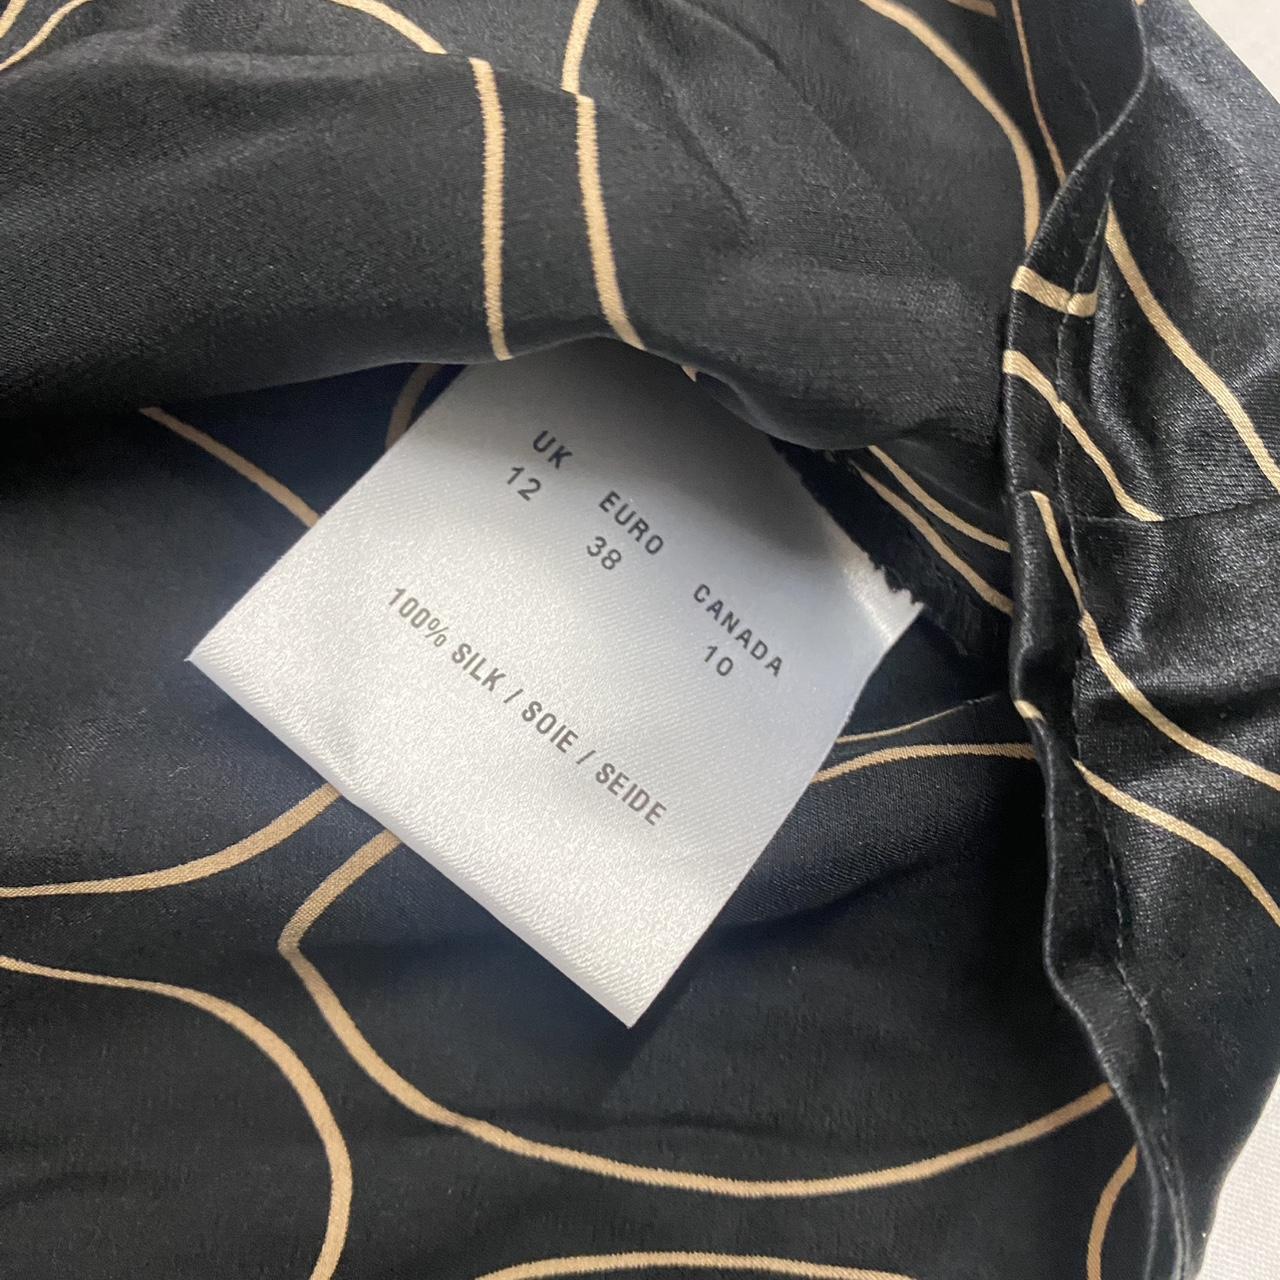 UK EURO CANADA
12 38 10
100% SILK / SOIE / SEIDE